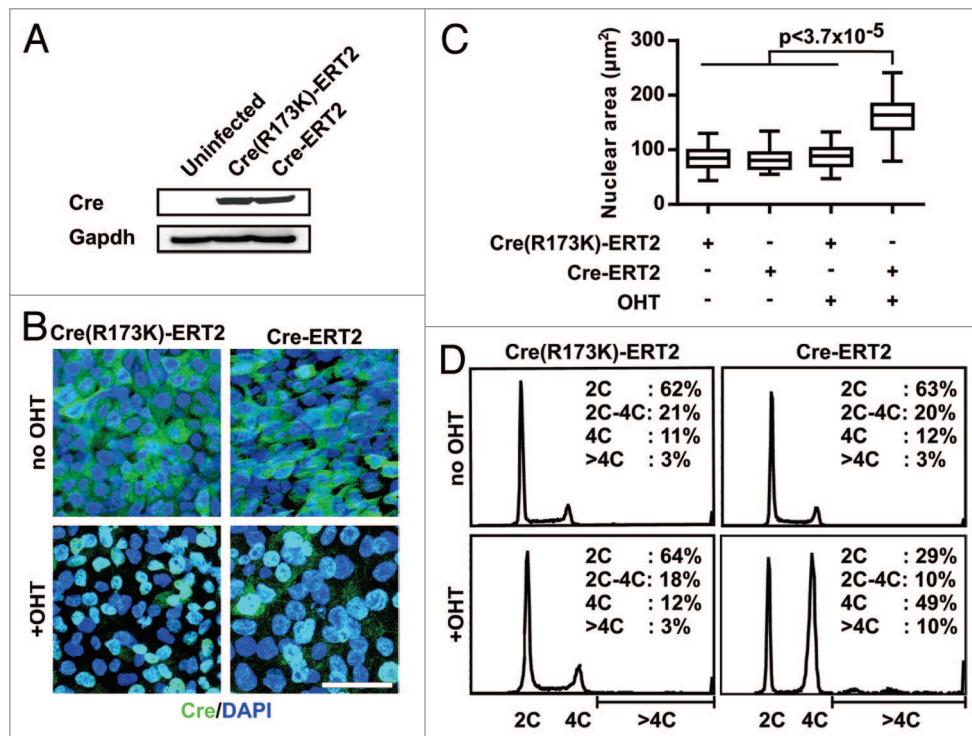 A
Uninfected
Cre(R173K)-ERT2
Cre-ERT2
Cre
Gapdh
B
Cre(R173K)-ERT2
Cre-ERT2
no OHT
+OHT
Cre/DAPI
C
p<3.7x10-5
Nuclear area (µm2)
300
200
100
0
Cre(R173K)-ERT2 + - + -
Cre-ERT2 - + - +
OHT - - + +
D
Cre(R173K)-ERT2
Cre-ERT2
no OHT
2C : 62%
2C-4C: 21%
4C : 11%
>4C : 3%
2C : 63%
2C-4C: 20%
4C : 12%
>4C : 3%
+OHT
2C : 64%
2C-4C: 18%
4C : 12%
>4C : 3%
2C : 29%
2C-4C: 10%
4C : 49%
>4C : 10%
2C 4C >4C
2C 4C >4C